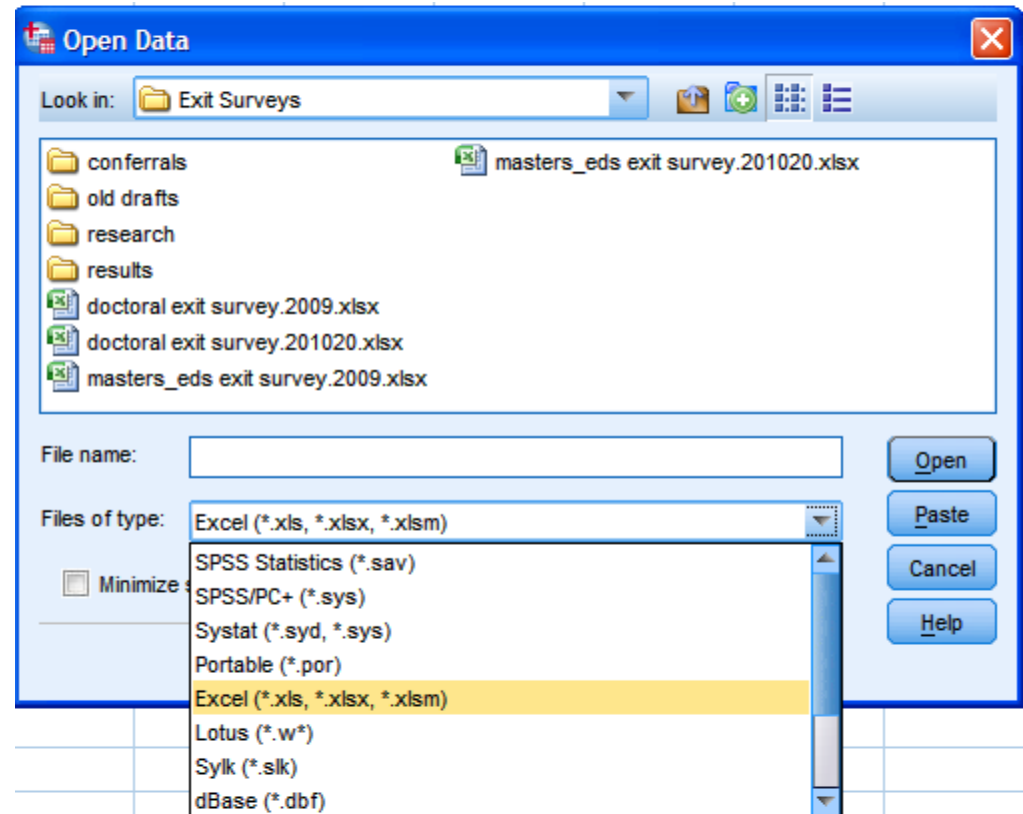 Open Data
Look in: Exit Surveys
conferrals
old drafts
research
results
doctoral exit survey.2009.xlsx
doctoral exit survey.201020.xlsx
masters_eds exit survey.2009.xlsx
masters_eds exit survey.201020.xlsx
File name:
Open
Files of type: Excel (*.xls, *.xlsx, *.xlsm)
Paste
SPSS Statistics (*.sav)
Cancel
Minimize
SPSS/PC+ (*.sys)
Systat (*.syd, *.sys)
Help
Portable (*.por)
Excel (*.xls, *.xlsx, *.xlsm)
Lotus (*.w*)
Sylk (*.slk)
dBase (*.dbf)